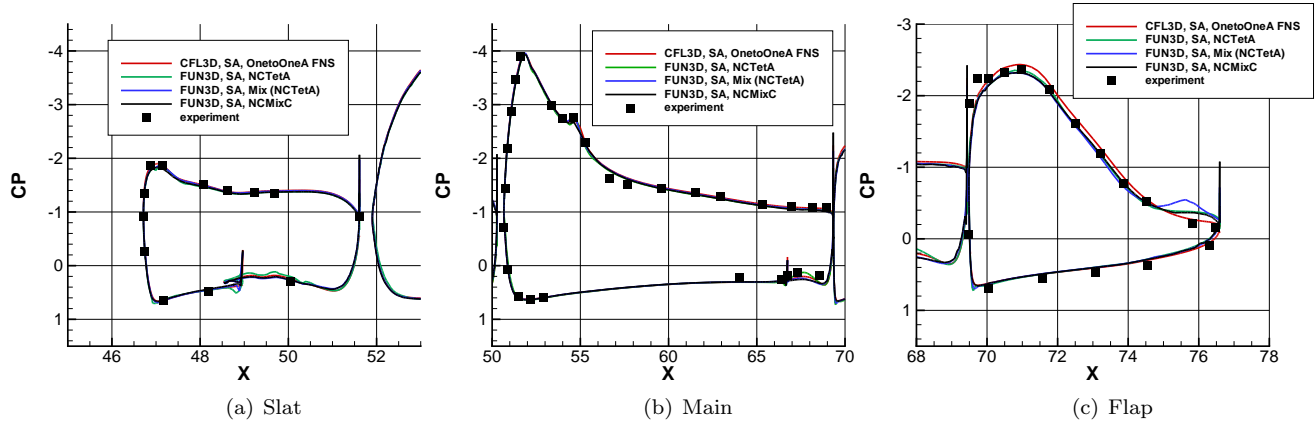 -4
-3
-2
-1
0
1
CP
46
48
50
52
X
CFL3D, SA, OnetoOneA FNS
FUN3D, SA, NCTetA
FUN3D, SA, Mix (NCTetA)
FUN3D, SA, NCMixC
experiment
(a) Slat
-4
-3
-2
-1
0
1
CP
50
55
60
65
70
X
CFL3D, SA, OnetoOneA FNS
FUN3D, SA, NCTetA
FUN3D, SA, Mix (NCTetA)
FUN3D, SA, NCMixC
experiment
(b) Main
-3
-2
-1
0
1
CP
68
70
72
74
76
78
X
CFL3D, SA, OnetoOneA FNS
FUN3D, SA, NCTetA
FUN3D, SA, Mix (NCTetA)
FUN3D, SA, NCMixC
experiment
(c) Flap